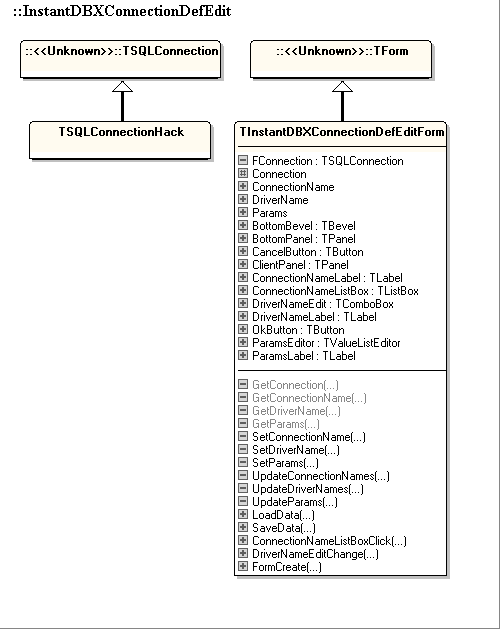 ::InstantDBXConnectionDefEdit
::<<Unknown>>::TSQLConnection
::<<Unknown>>::TForm
TSQLConnectionHack
TInstantDBXConnectionDefEditForm
FConnection : TSQLConnection
Connection
ConnectionName
DriverName
Params
BottomBevel : TBevel
BottomPanel : TPanel
CancelButton : TButton
ClientPanel : TPanel
ConnectionNameLabel : TLabel
ConnectionNameListBox : TListBox
DriverNameEdit : TComboBox
DriverNameLabel : TLabel
OkButton : TButton
ParamsEditor : TValueListEditor
ParamsLabel : TLabel
GetConnection(...)
GetConnectionName(...)
GetDriverName(...)
GetParams(...)
SetConnectionName(...)
SetDriverName(...)
SetParams(...)
UpdateConnectionNames(...)
UpdateDriverNames(...)
UpdateParams(...)
LoadData(...)
SaveData(...)
ConnectionNameListBoxClick(...)
DriverNameEditChange(...)
FormCreate(...)